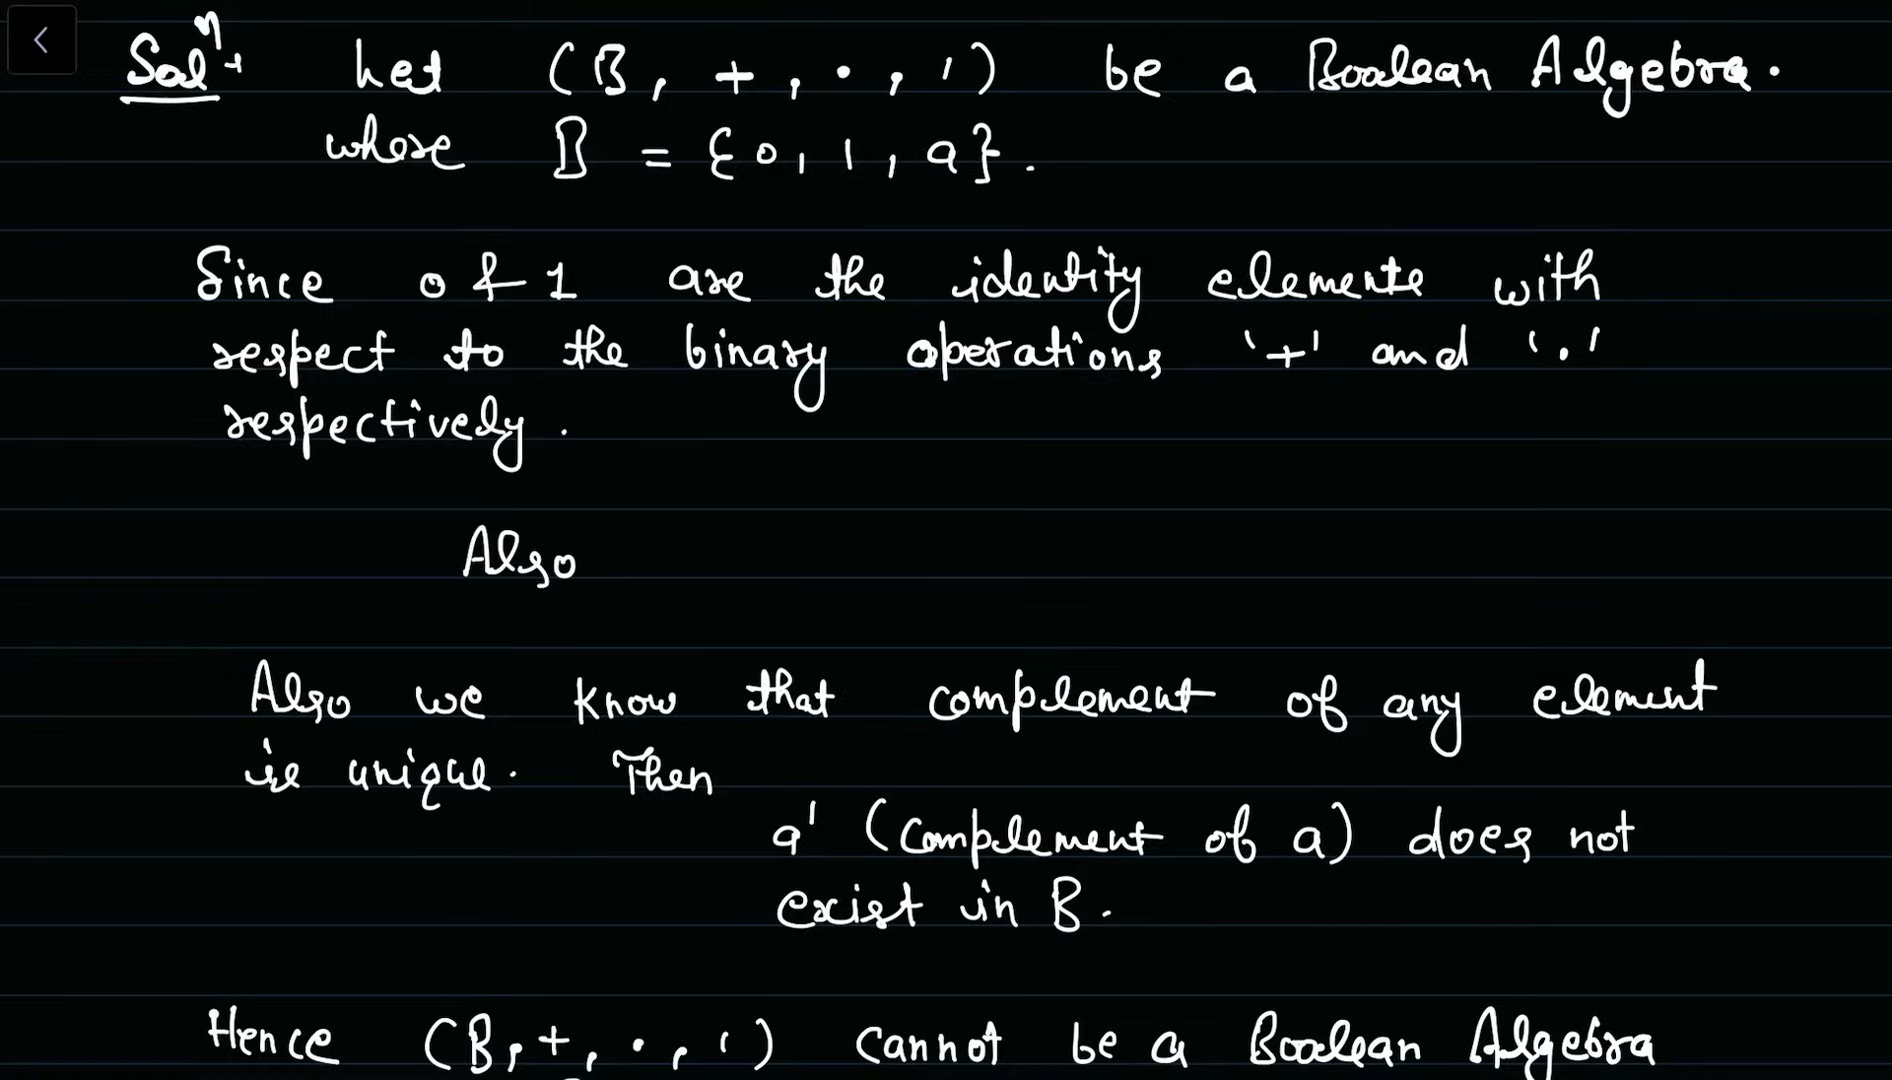 Solⁿ:- Let (B, +, ·, ') be a Boolean Algebra.
where B = {0, 1, a}.
Since 0 & 1 are the identity elements with
respect to the binary operations '+' and '·'
respectively.
Also
Also we know that complement of any element
is unique. Then
a' (complement of a) does not
exist in B.
Hence (B, +, ·, ') cannot be a Boolean Algebra